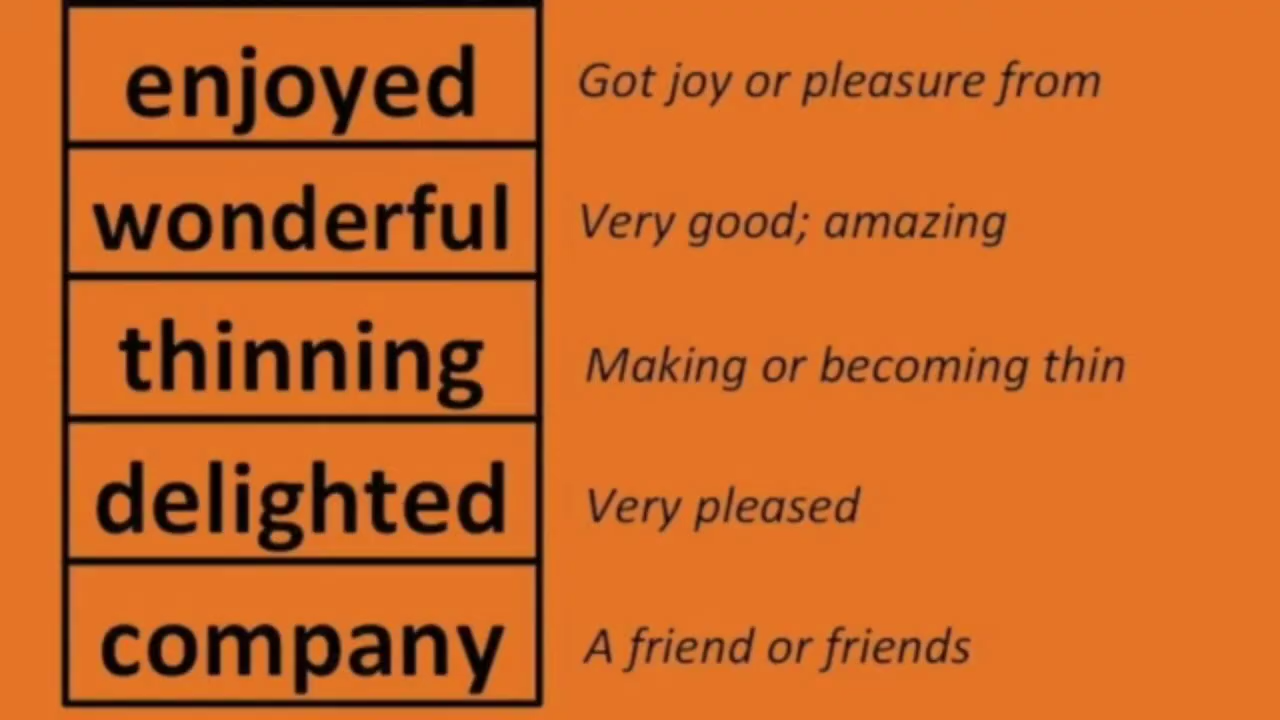 enjoyed Got joy or pleasure from
wonderful Very good; amazing
thinning Making or becoming thin
delighted Very pleased
company A friend or friends